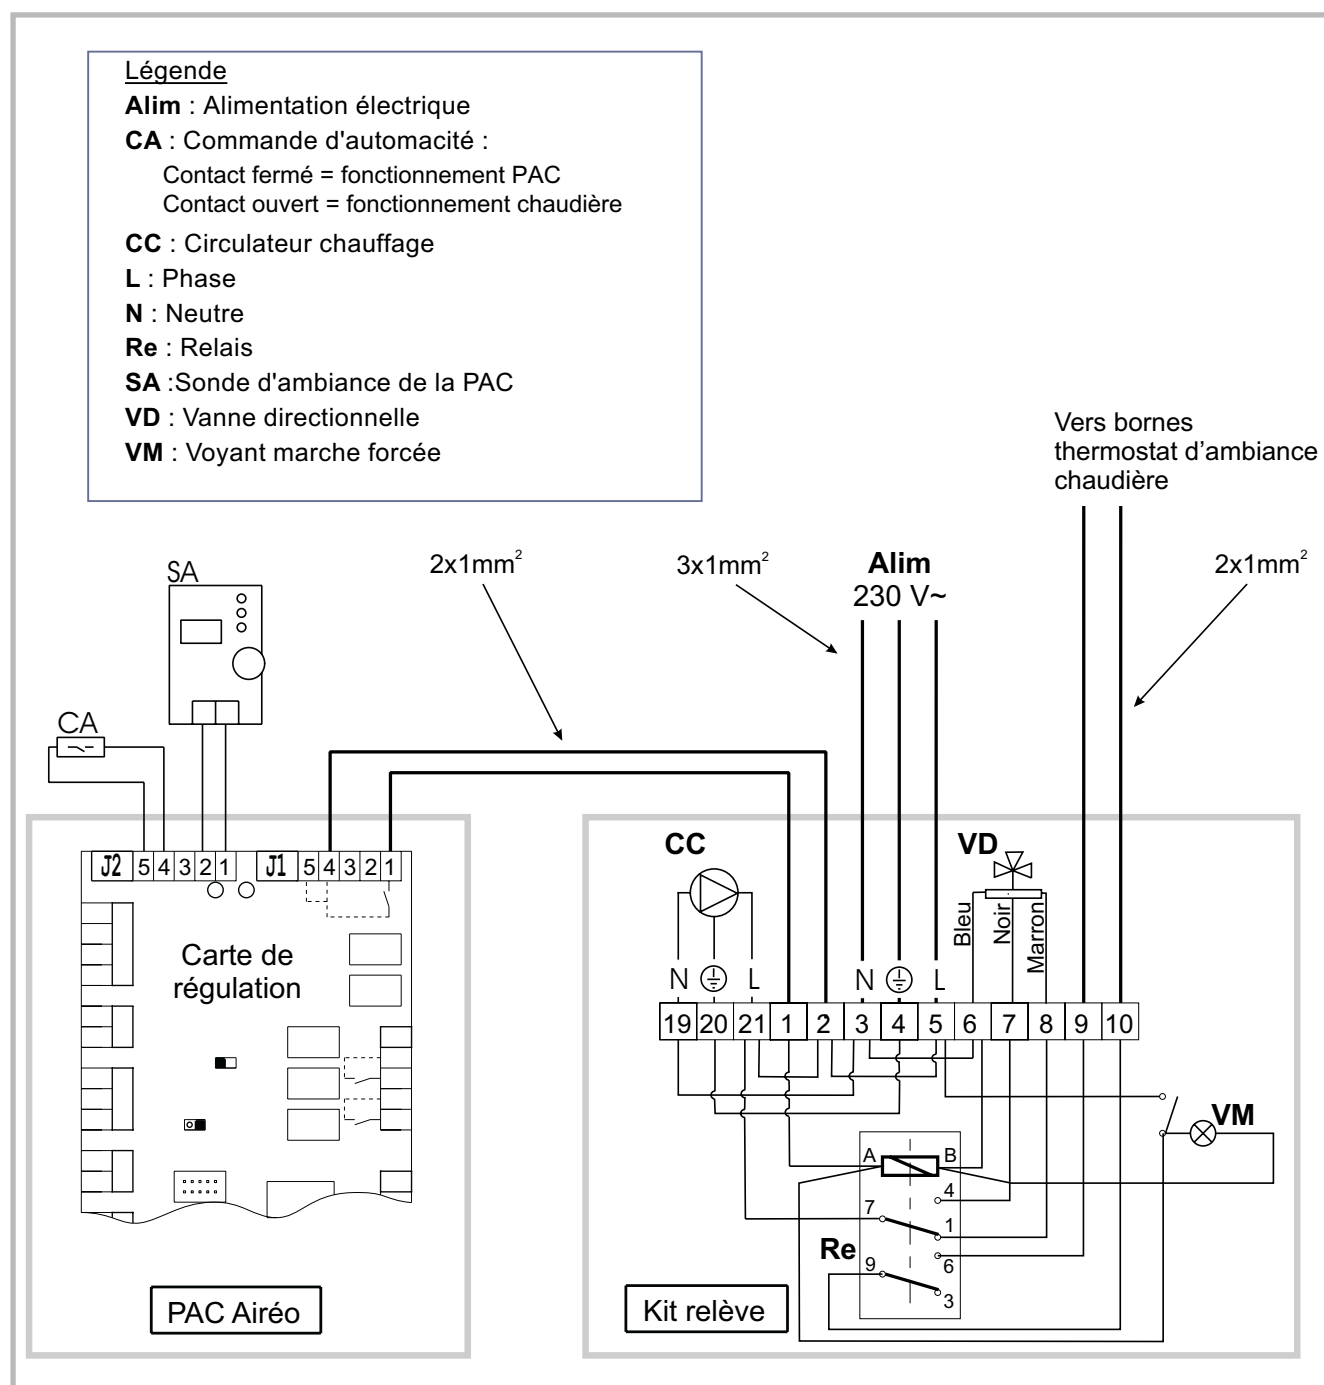 Légende
Alim : Alimentation électrique
CA : Commande d'automacité :
Contact fermé = fonctionnement PAC
Contact ouvert = fonctionnement chaudière
CC : Circulateur chauffage
L : Phase
N : Neutre
Re : Relais
SA :Sonde d'ambiance de la PAC
VD : Vanne directionnelle
VM : Voyant marche forcée
Vers bornes
thermostat d’ambiance
chaudière
SA
2x1mm²
3x1mm²
Alim
230 V~
2x1mm²
CA
J2 5 4 3 2 1
J1 5 4 3 2 1
Carte de
régulation
PAC Airéo
CC
VD
Bleu
Noir
Marron
N L
N L
19 20 21 1 2 3 4 5 6 7 8 9 10
VM
A B
4
7
1
Re
9
6
3
Kit relève